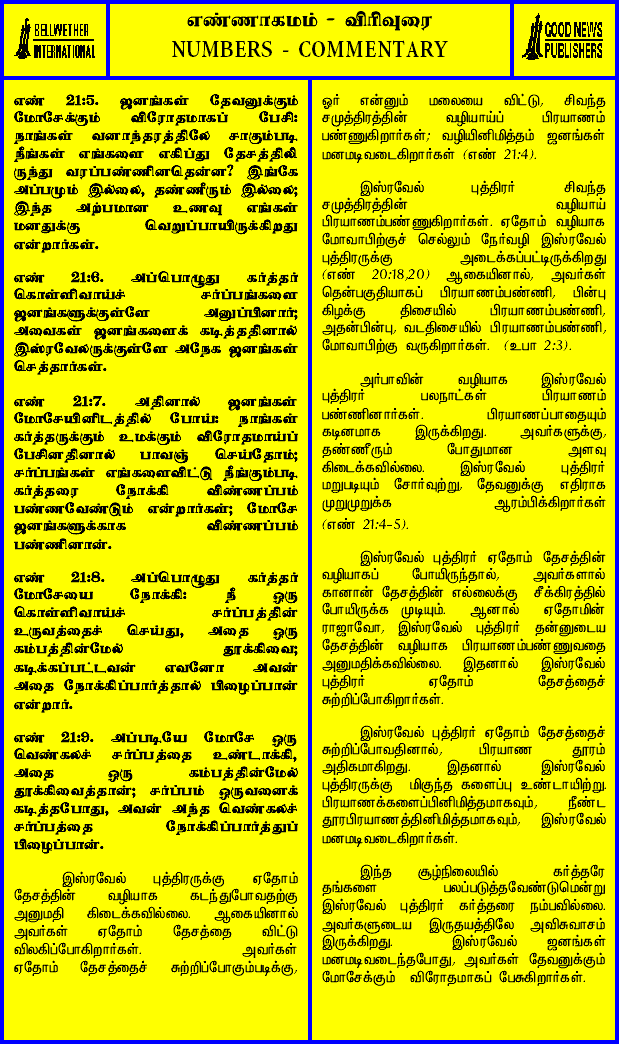 BELLWETHER
INTERNATIONAL
எண்ணாகமம் - விரிவுரை
NUMBERS - COMMENTARY
GOOD NEWS
PUBLISHERS
எண் 21:5. ஜனங்கள் தேவனுக்கும்
மோசேக்கும் விரோதமாகப் பேசி:
நாங்கள் வனாந்தரத்திலே சாகும்படி
நீங்கள் எங்களை எகிப்து தேசத்திலி
ருந்து வரப்பண்ணினதென்ன? இங்கே
அப்பமும் இல்லை, தண்ணீரும் இல்லை;
இந்த அற்பமான உணவு எங்கள்
மனதுக்கு வெறுப்பாயிருக்கிறது
என்றார்கள்.
எண் 21:6. அப்பொழுது கர்த்தர்
கொள்ளிவாய்ச் சர்ப்பங்களை
ஜனங்களுக்குள்ளே அனுப்பினார்;
அவைகள் ஜனங்களைக் கடித்ததினால்
இஸ்ரவேலருக்குள்ளே அநேக ஜனங்கள்
செத்தார்கள்.
எண் 21:7. அதினால் ஜனங்கள்
மோசேயினிடத்தில் போய்: நாங்கள்
கர்த்தருக்கும் உமக்கும் விரோதமாய்ப்
பேசினதினால் பாவஞ் செய்தோம்;
சர்ப்பங்கள் எங்களைவிட்டு நீங்கும்படி
கர்த்தரை நோக்கி விண்ணப்பம்
பண்ணவேண்டும் என்றார்கள்; மோசே
ஜனங்களுக்காக விண்ணப்பம்
பண்ணினான்.
எண் 21:8. அப்பொழுது கர்த்தர்
மோசேயை நோக்கி: நீ ஒரு
கொள்ளிவாய்ச் சர்ப்பத்தின்
உருவத்தைச் செய்து, அதை ஒரு
கம்பத்தின்மேல் தூக்கிவை;
கடிக்கப்பட்டவன் எவனோ அவன்
அதை நோக்கிப்பார்த்தால் பிழைப்பான்
என்றார்.
எண் 21:9. அப்படியே மோசே ஒரு
வெண்கலச் சர்ப்பத்தை உண்டாக்கி,
அதை ஒரு கம்பத்தின்மேல்
தூக்கிவைத்தான்; சர்ப்பம் ஒருவனைக்
கடித்தபோது, அவன் அந்த வெண்கலச்
சர்ப்பத்தை நோக்கிப்பார்த்துப்
பிழைப்பான்.
இஸ்ரவேல் புத்திரருக்கு ஏதோம்
தேசத்தின் வழியாக கடந்துபோவதற்கு
அனுமதி கிடைக்கவில்லை. ஆகையினால்
அவர்கள் ஏதோம் தேசத்தை விட்டு
விலகிப்போகிறார்கள். அவர்கள்
ஏதோம் தேசத்தைச் சுற்றிப்போகும்படிக்கு,
ஓர் என்னும் மலையை விட்டு, சிவந்த
சமுத்திரத்தின் வழியாய்ப் பிரயாணம்
பண்ணுகிறார்கள்; வழியினிமித்தம் ஜனங்கள்
மனமடிவடைகிறார்கள் (எண் 21:4).
இஸ்ரவேல் புத்திரர் சிவந்த
சமுத்திரத்தின் வழியாய்
பிரயாணம்பண்ணுகிறார்கள். ஏதோம் வழியாக
மோவாபிற்குச் செல்லும் நேர்வழி இஸ்ரவேல்
புத்திரருக்கு அடைக்கப்பட்டிருக்கிறது
(எண் 20:18,20) ஆகையினால், அவர்கள்
தென்பகுதியாகப் பிரயாணம்பண்ணி, பின்பு
கிழக்கு திசையில் பிரயாணம்பண்ணி,
அதன்பின்பு, வடதிசையில் பிரயாணம்பண்ணி,
மோவாபிற்கு வருகிறார்கள். (உபா 2:3).
அர்பாவின் வழியாக இஸ்ரவேல்
புத்திரர் பலநாட்கள் பிரயாணம்
பண்ணினார்கள். பிரயாணப்பாதையும்
கடினமாக இருக்கிறது. அவர்களுக்கு,
தண்ணீரும் போதுமான அளவு
கிடைக்கவில்லை. இஸ்ரவேல் புத்திரர்
மறுபடியும் சோர்வுற்று, தேவனுக்கு எதிராக
முறுமுறுக்க ஆரம்பிக்கிறார்கள்
(எண் 21:4-5).
இஸ்ரவேல் புத்திரர் ஏதோம் தேசத்தின்
வழியாகப் போயிருந்தால், அவர்களால்
கானான் தேசத்தின் எல்லைக்கு சீக்கிரத்தில்
போயிருக்க முடியும். ஆனால் ஏதோமின்
ராஜாவோ, இஸ்ரவேல் புத்திரர் தன்னுடைய
தேசத்தின் வழியாக பிரயாணம்பண்ணுவதை
அனுமதிக்கவில்லை. இதனால் இஸ்ரவேல்
புத்திரர் ஏதோம் தேசத்தைச்
சுற்றிப்போகிறார்கள்.
இஸ்ரவேல் புத்திரர் ஏதோம் தேசத்தைச்
சுற்றிப்போவதினால், பிரயாண தூரம்
அதிகமாகிறது. இதனால் இஸ்ரவேல்
புத்திரருக்கு மிகுந்த களைப்பு உண்டாயிற்று.
பிரயாணக்களைப்பினிமித்தமாகவும், நீண்ட
தூரபிரயாணத்தினிமித்தமாகவும், இஸ்ரவேல்
மனமடிவடைகிறார்கள்.
இந்த சூழ்நிலையில் கர்த்தரே
தங்களை பலப்படுத்தவேண்டுமென்று
இஸ்ரவேல் புத்திரர் கர்த்தரை நம்பவில்லை.
அவர்களுடைய இருதயத்திலே அவிசுவாசம்
இருக்கிறது. இஸ்ரவேல் ஜனங்கள்
மனமடிவடைந்தபோது, அவர்கள் தேவனுக்கும்
மோசேக்கும் விரோதமாகப் பேசுகிறார்கள்.